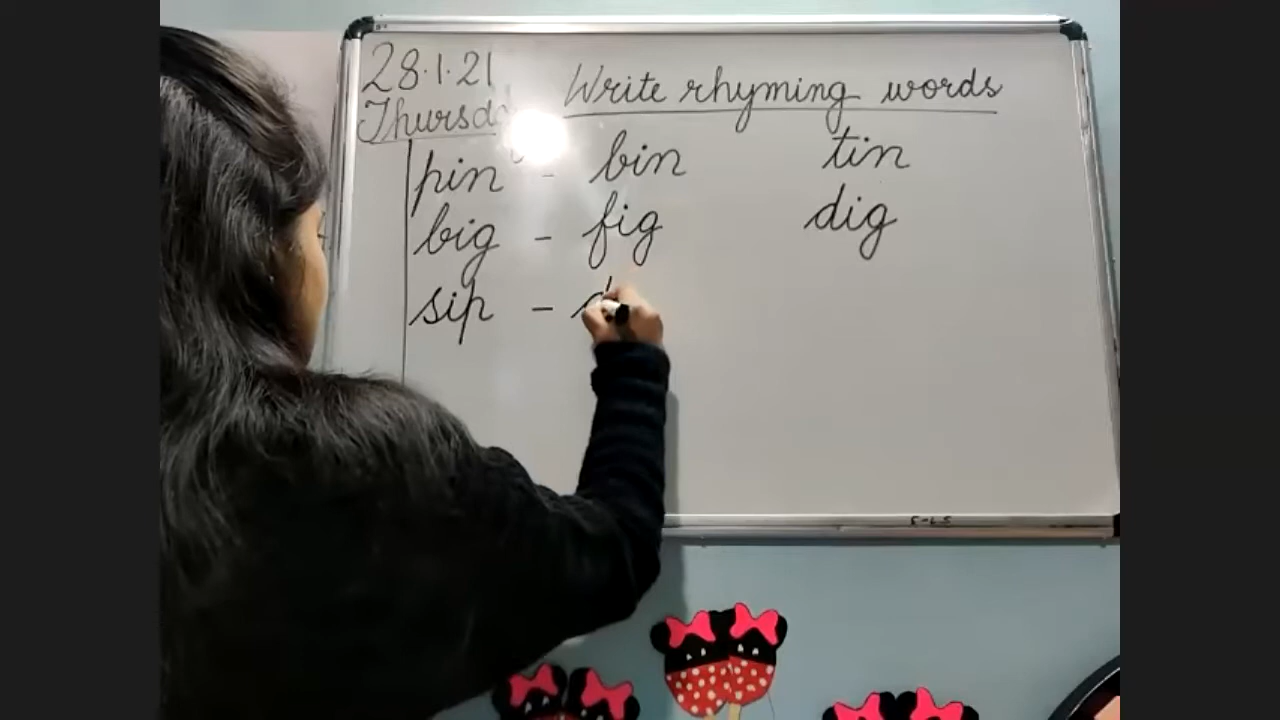 28.1.21
Write rhyming words
pin - bin tin
big - fig dig
sip -